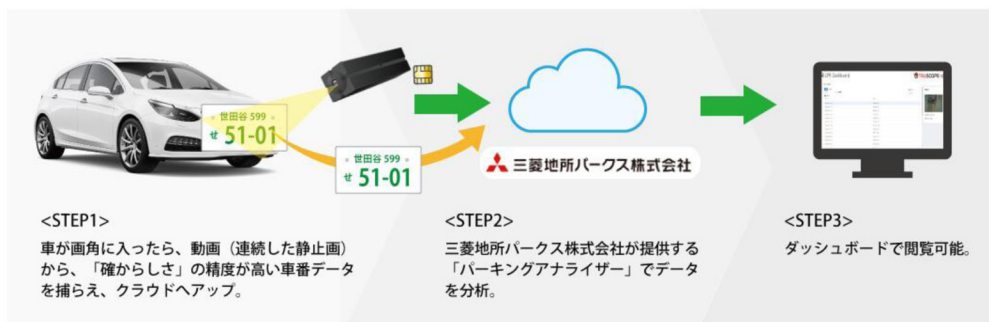 世田谷 599
せ 51-01
世田谷 599
せ 51-01
三菱地所パークス株式会社
<STEP1>
車が画角に入ったら、動画（連続した静止画）
から、「確からしさ」の精度が高い車番データ
を捕らえ、クラウドへアップ。
<STEP2>
三菱地所パークス株式会社が提供する
「パーキングアナライザー」でデータ
を分析。
<STEP3>
ダッシュボードで閲覧可能。